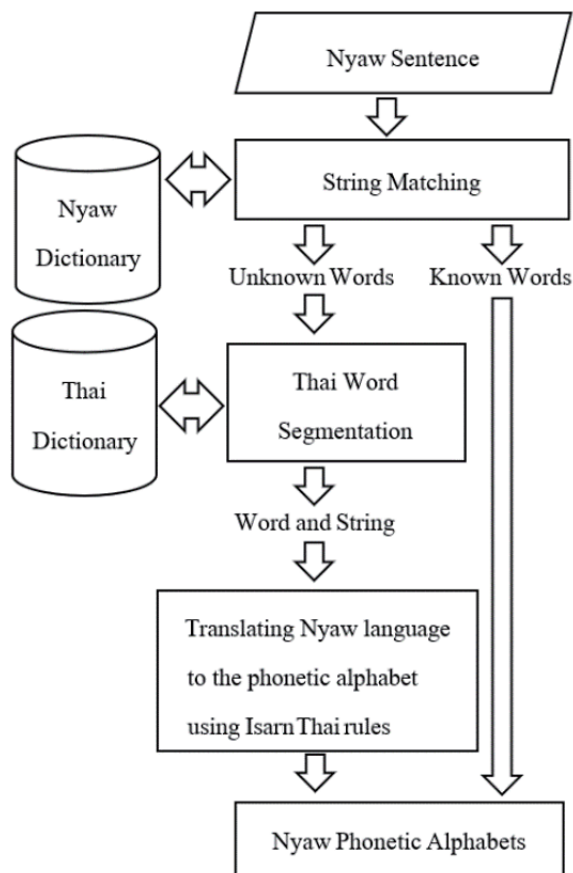 Nyaw Sentence
String Matching
Nyaw
Dictionary
Unknown Words
Known Words
Thai
Dictionary
Thai Word
Segmentation
Word and String
Translating Nyaw language
to the phonetic alphabet
using Isarn Thai rules
Nyaw Phonetic Alphabets